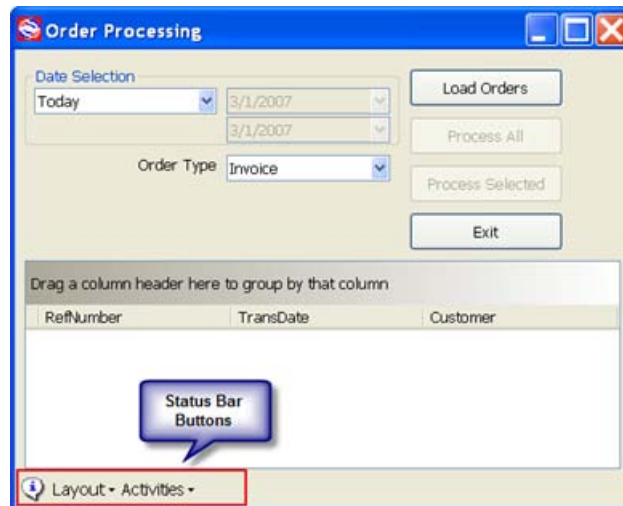 Order Processing
Date Selection
Today
3/1/2007
3/1/2007
Order Type
Invoice
Load Orders
Process All
Process Selected
Exit
Drag a column header here to group by that column
RefNumber TransDate Customer
Status Bar
Buttons
Layout Activities